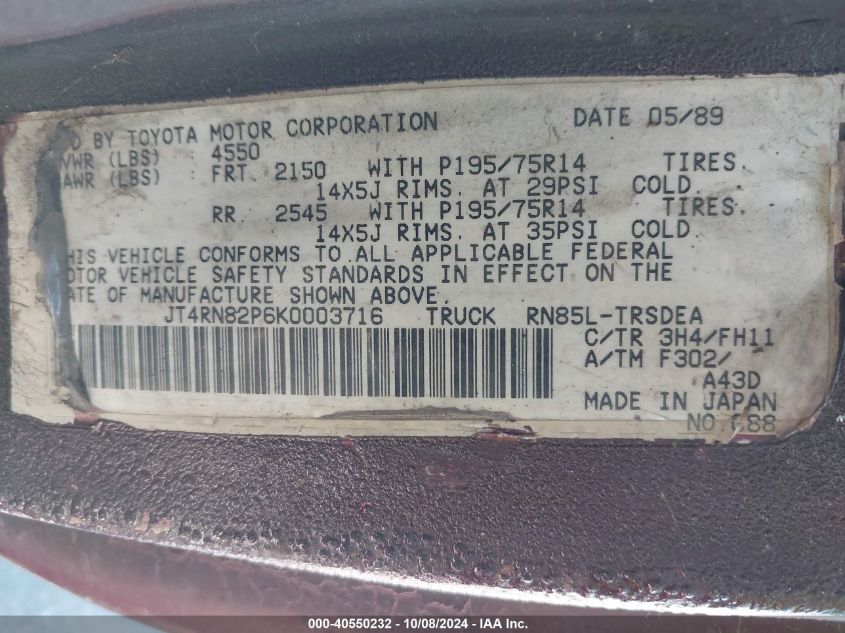 D BY TOYOTA MOTOR CORPORATION DATE 05/89
VWR (LBS) : 4550
AWR (LBS) : FRT. 2150 WITH P195/75R14 TIRES.
14X5J RIMS. AT 29PSI COLD.
RR. 2545 WITH P195/75R14 TIRES.
14X5J RIMS. AT 35PSI COLD.
HIS VEHICLE CONFORMS TO ALL APPLICABLE FEDERAL
OTOR VEHICLE SAFETY STANDARDS IN EFFECT ON THE
ATE OF MANUFACTURE SHOWN ABOVE.
JT4RN82P6K0003716 TRUCK RN85L-TRSDEA
C/TR 3H4/FH11
A/TM F302/
A43D
MADE IN JAPAN
NO.
000-40550232 - 10/08/2024 - IAA Inc.